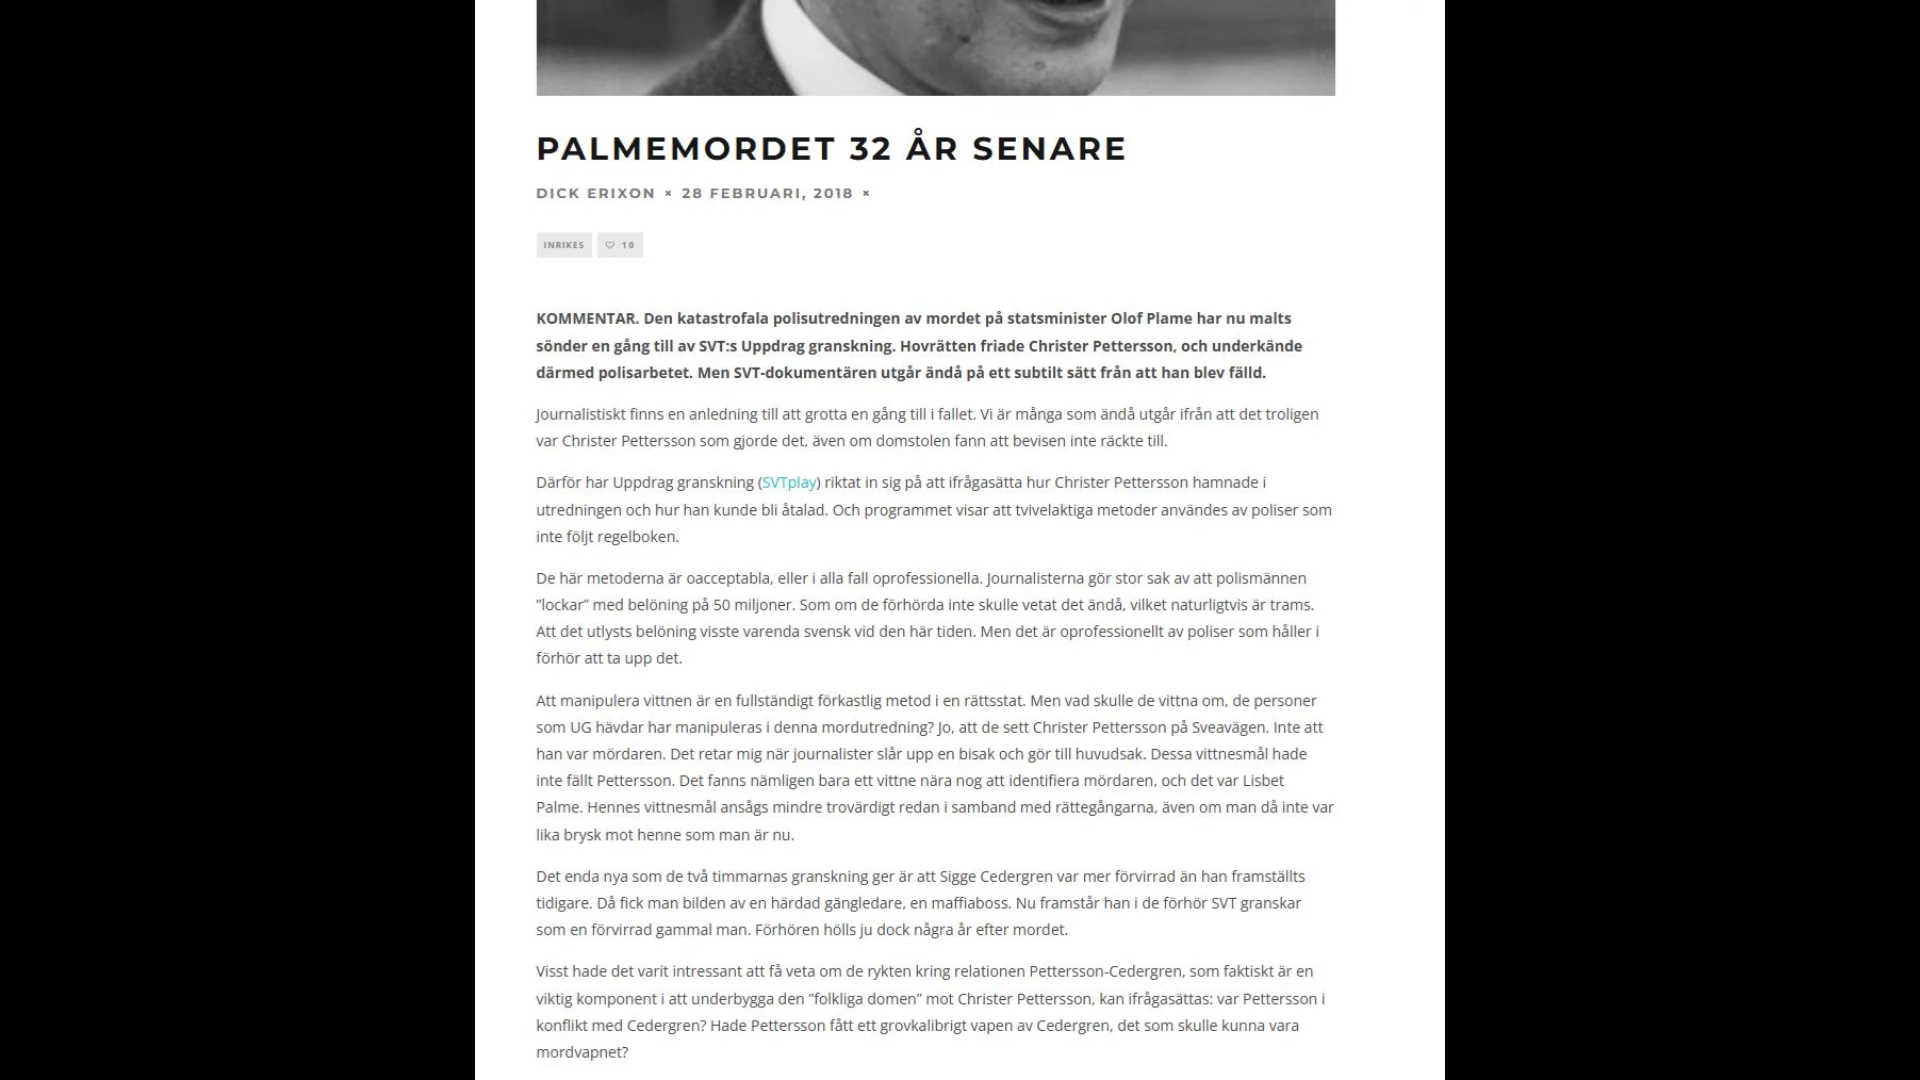 PALMEMORDET 32 ÅR SENARE
DICK ERIXON × 28 FEBRUARI, 2018 ×
INRIKES ♡ 10
KOMMENTAR. Den katastrofala polisutredningen av mordet på statsminister Olof Plame har nu malts
sönder en gång till av SVT:s Uppdrag granskning. Hovrätten friade Christer Pettersson, och underkände
därmed polisarbetet. Men SVT-dokumentären utgår ändå på ett subtilt sätt från att han blev fälld.
Journalistiskt finns en anledning till att grotta en gång till i fallet. Vi är många som ändå utgår ifrån att det troligen
var Christer Pettersson som gjorde det, även om domstolen fann att bevisen inte räckte till.
Därför har Uppdrag granskning (SVTplay) riktat in sig på att ifrågasätta hur Christer Pettersson hamnade i
utredningen och hur han kunde bli åtalad. Och programmet visar att tvivelaktiga metoder användes av poliser som
inte följt regelboken.
De här metoderna är oacceptabla, eller i alla fall oprofessionella. Journalisterna gör stor sak av att polismännen
”lockar” med belöning på 50 miljoner. Som om de förhörda inte skulle vetat det ändå, vilket naturligtvis är trams.
Att det utlysts belöning visste varenda svensk vid den här tiden. Men det är oprofessionellt av poliser som håller i
förhör att ta upp det.
Att manipulera vittnen är en fullständigt förkastlig metod i en rättsstat. Men vad skulle de vittna om, de personer
som UG hävdar har manipuleras i denna mordutredning? Jo, att de sett Christer Pettersson på Sveavägen. Inte att
han var mördaren. Det retar mig när journalister slår upp en bisak och gör till huvudsak. Dessa vittnesmål hade
inte fällt Pettersson. Det fanns nämligen bara ett vittne nära nog att identifiera mördaren, och det var Lisbet
Palme. Hennes vittnesmål ansågs mindre trovärdigt redan i samband med rättegångarna, även om man då inte var
lika brysk mot henne som man är nu.
Det enda nya som de två timmarnas granskning ger är att Sigge Cedergren var mer förvirrad än han framställts
tidigare. Då fick man bilden av en härdad gängledare, en maffiaboss. Nu framstår han i de förhör SVT granskar
som en förvirrad gammal man. Förhören hölls ju dock några år efter mordet.
Visst hade det varit intressant att få veta om de rykten kring relationen Pettersson-Cedergren, som faktiskt är en
viktig komponent i att underbygga den ”folkliga domen” mot Christer Pettersson, kan ifrågasättas: var Pettersson i
konflikt med Cedergren? Hade Pettersson fått ett grovkalibrigt vapen av Cedergren, det som skulle kunna vara
mordvapnet?